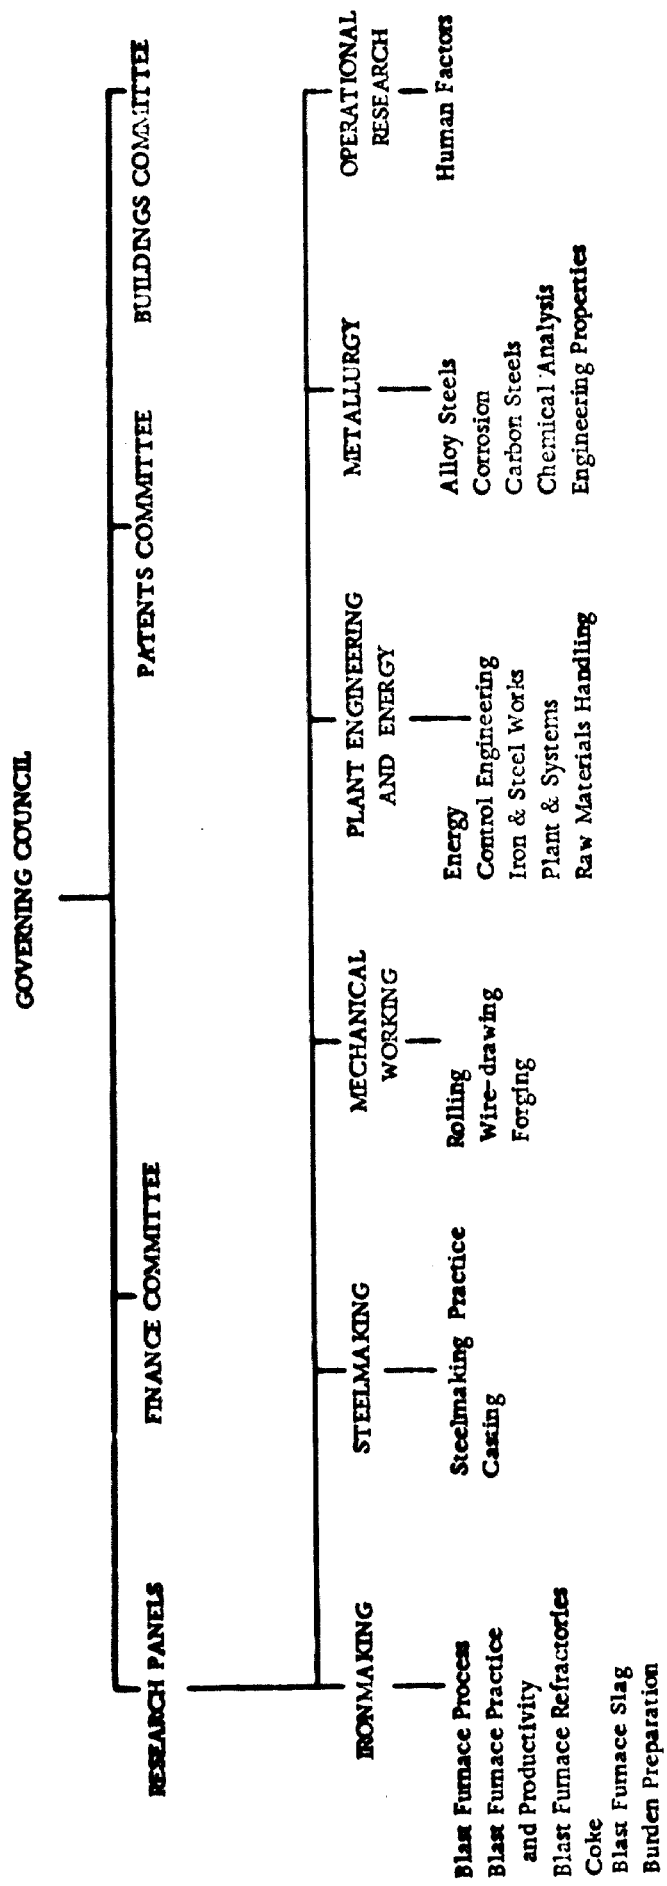 GOVERNING COUNCIL
RESEARCH PANELS
FINANCE COMMITTEE
PATENTS COMMITTEE
BUILDINGS COMMITTEE
IRONMAKING
Blast Furnace Process
Blast Furnace Practice
and Productivity
Blast Furnace Refractories
Coke
Blast Furnace Slag
Burden Preparation
STEELMAKING
Steelmaking Practice
Casting
MECHANICAL
WORKING
Rolling
Wire-drawing
Forging
PLANT ENGINEERING
AND ENERGY
Energy
Control Engineering
Iron & Steel Works
Plant & Systems
Raw Materials Handling
METALLURGY
Alloy Steels
Corrosion
Carbon Steels
Chemical Analysis
Engineering Properties
OPERATIONAL
RESEARCH
Human Factors